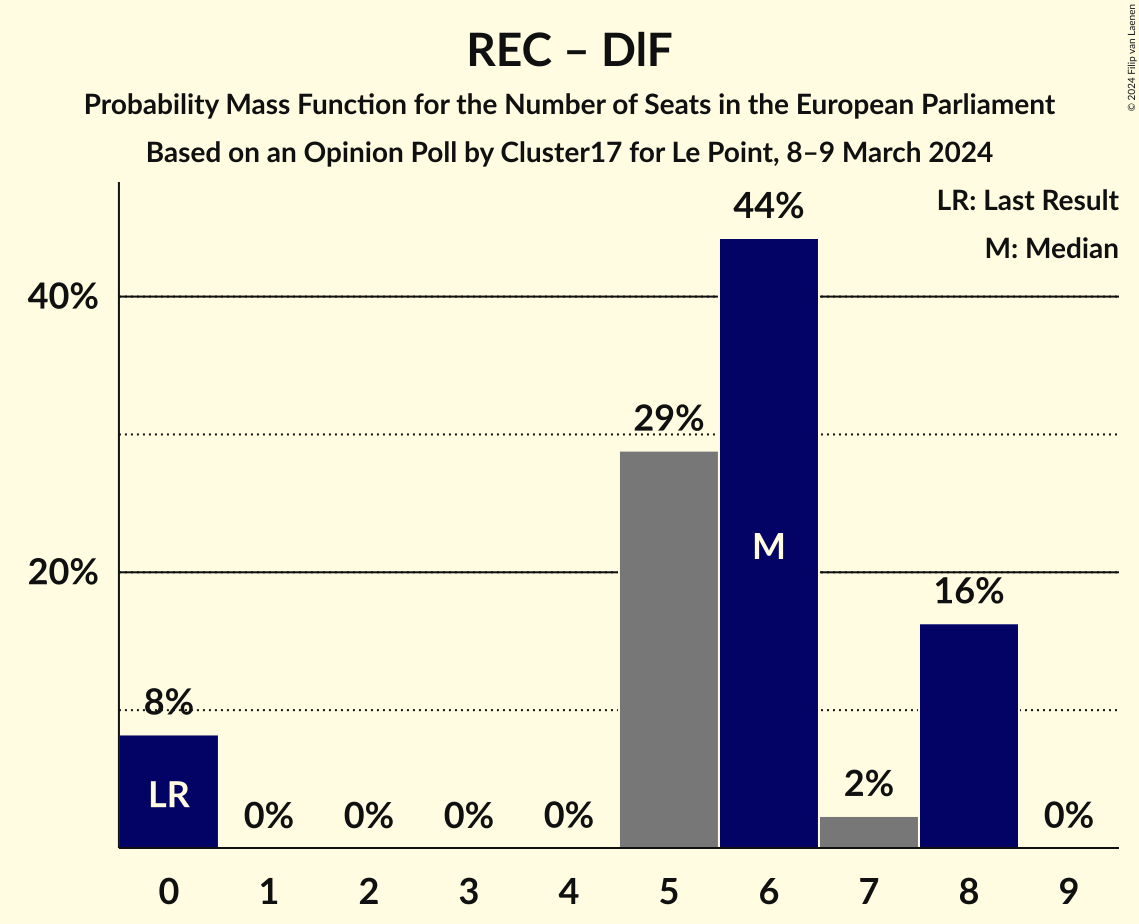 REC – DlF
Probability Mass Function for the Number of Seats in the European Parliament
Based on an Opinion Poll by Cluster17 for Le Point, 8–9 March 2024
© 2024 Filip van Laenen
LR: Last Result
M: Median
44%
40%
29%
M
20%
16%
8%
LR
0%
0%
0%
0%
2%
0%
0 1 2 3 4 5 6 7 8 9